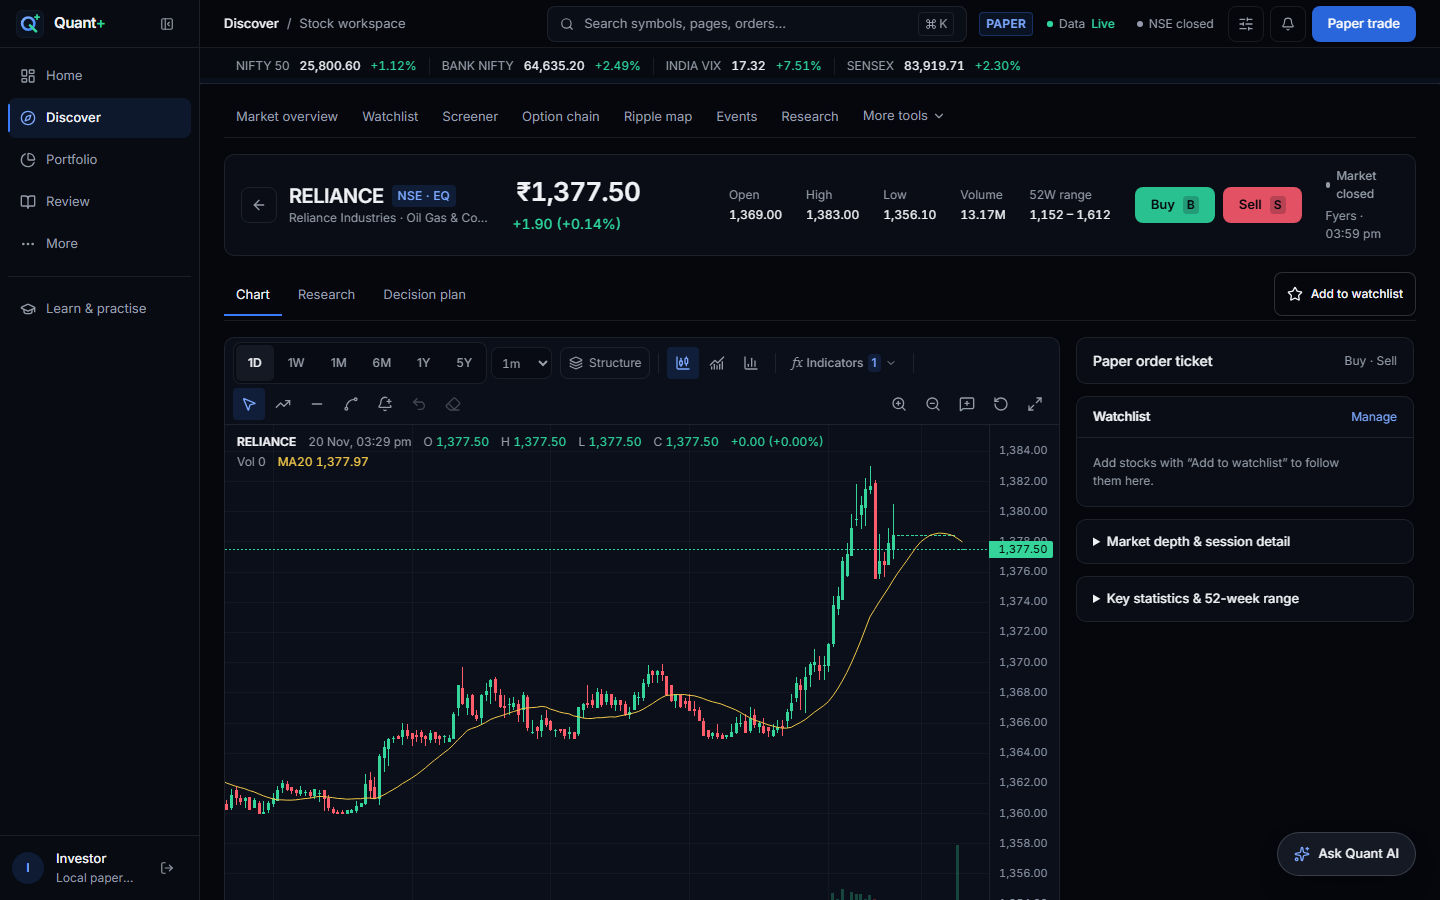 Quant+
Discover / Stock workspace
Search symbols, pages, orders...
⌘ K
PAPER
Data Live
NSE closed
Paper trade
Home
Discover
Portfolio
Review
More
Learn & practise
Investor
I
Local paper...
NIFTY 50 25,800.60 +1.12%
BANK NIFTY 64,635.20 +2.49%
INDIA VIX 17.32 +7.51%
SENSEX 83,919.71 +2.30%
Market overview Watchlist Screener Option chain Ripple map Events Research More tools
RELIANCE NSE · EQ
Reliance Industries · Oil Gas & Co...
₹1,377.50
+1.90 (+0.14%)
Open High Low Volume 52W range
1,369.00 1,383.00 1,356.10 13.17M 1,152 – 1,612
Buy B
Sell S
Market
closed
Fyers ·
03:59 pm
Chart Research Decision plan
Add to watchlist
1D 1W 1M 6M 1Y 5Y
1m
Structure
fx Indicators 1
RELIANCE 20 Nov, 03:29 pm O 1,377.50 H 1,377.50 L 1,377.50 C 1,377.50 +0.00 (+0.00%)
Vol 0 MA20 1,377.97
1,384.00
1,382.00
1,380.00
1,378.00
1,377.50
1,376.00
1,374.00
1,372.00
1,370.00
1,368.00
1,366.00
1,364.00
1,362.00
1,360.00
1,358.00
1,356.00
Paper order ticket
Buy · Sell
Watchlist
Manage
Add stocks with “Add to watchlist” to follow
them here.
Market depth & session detail
Key statistics & 52-week range
Ask Quant AI